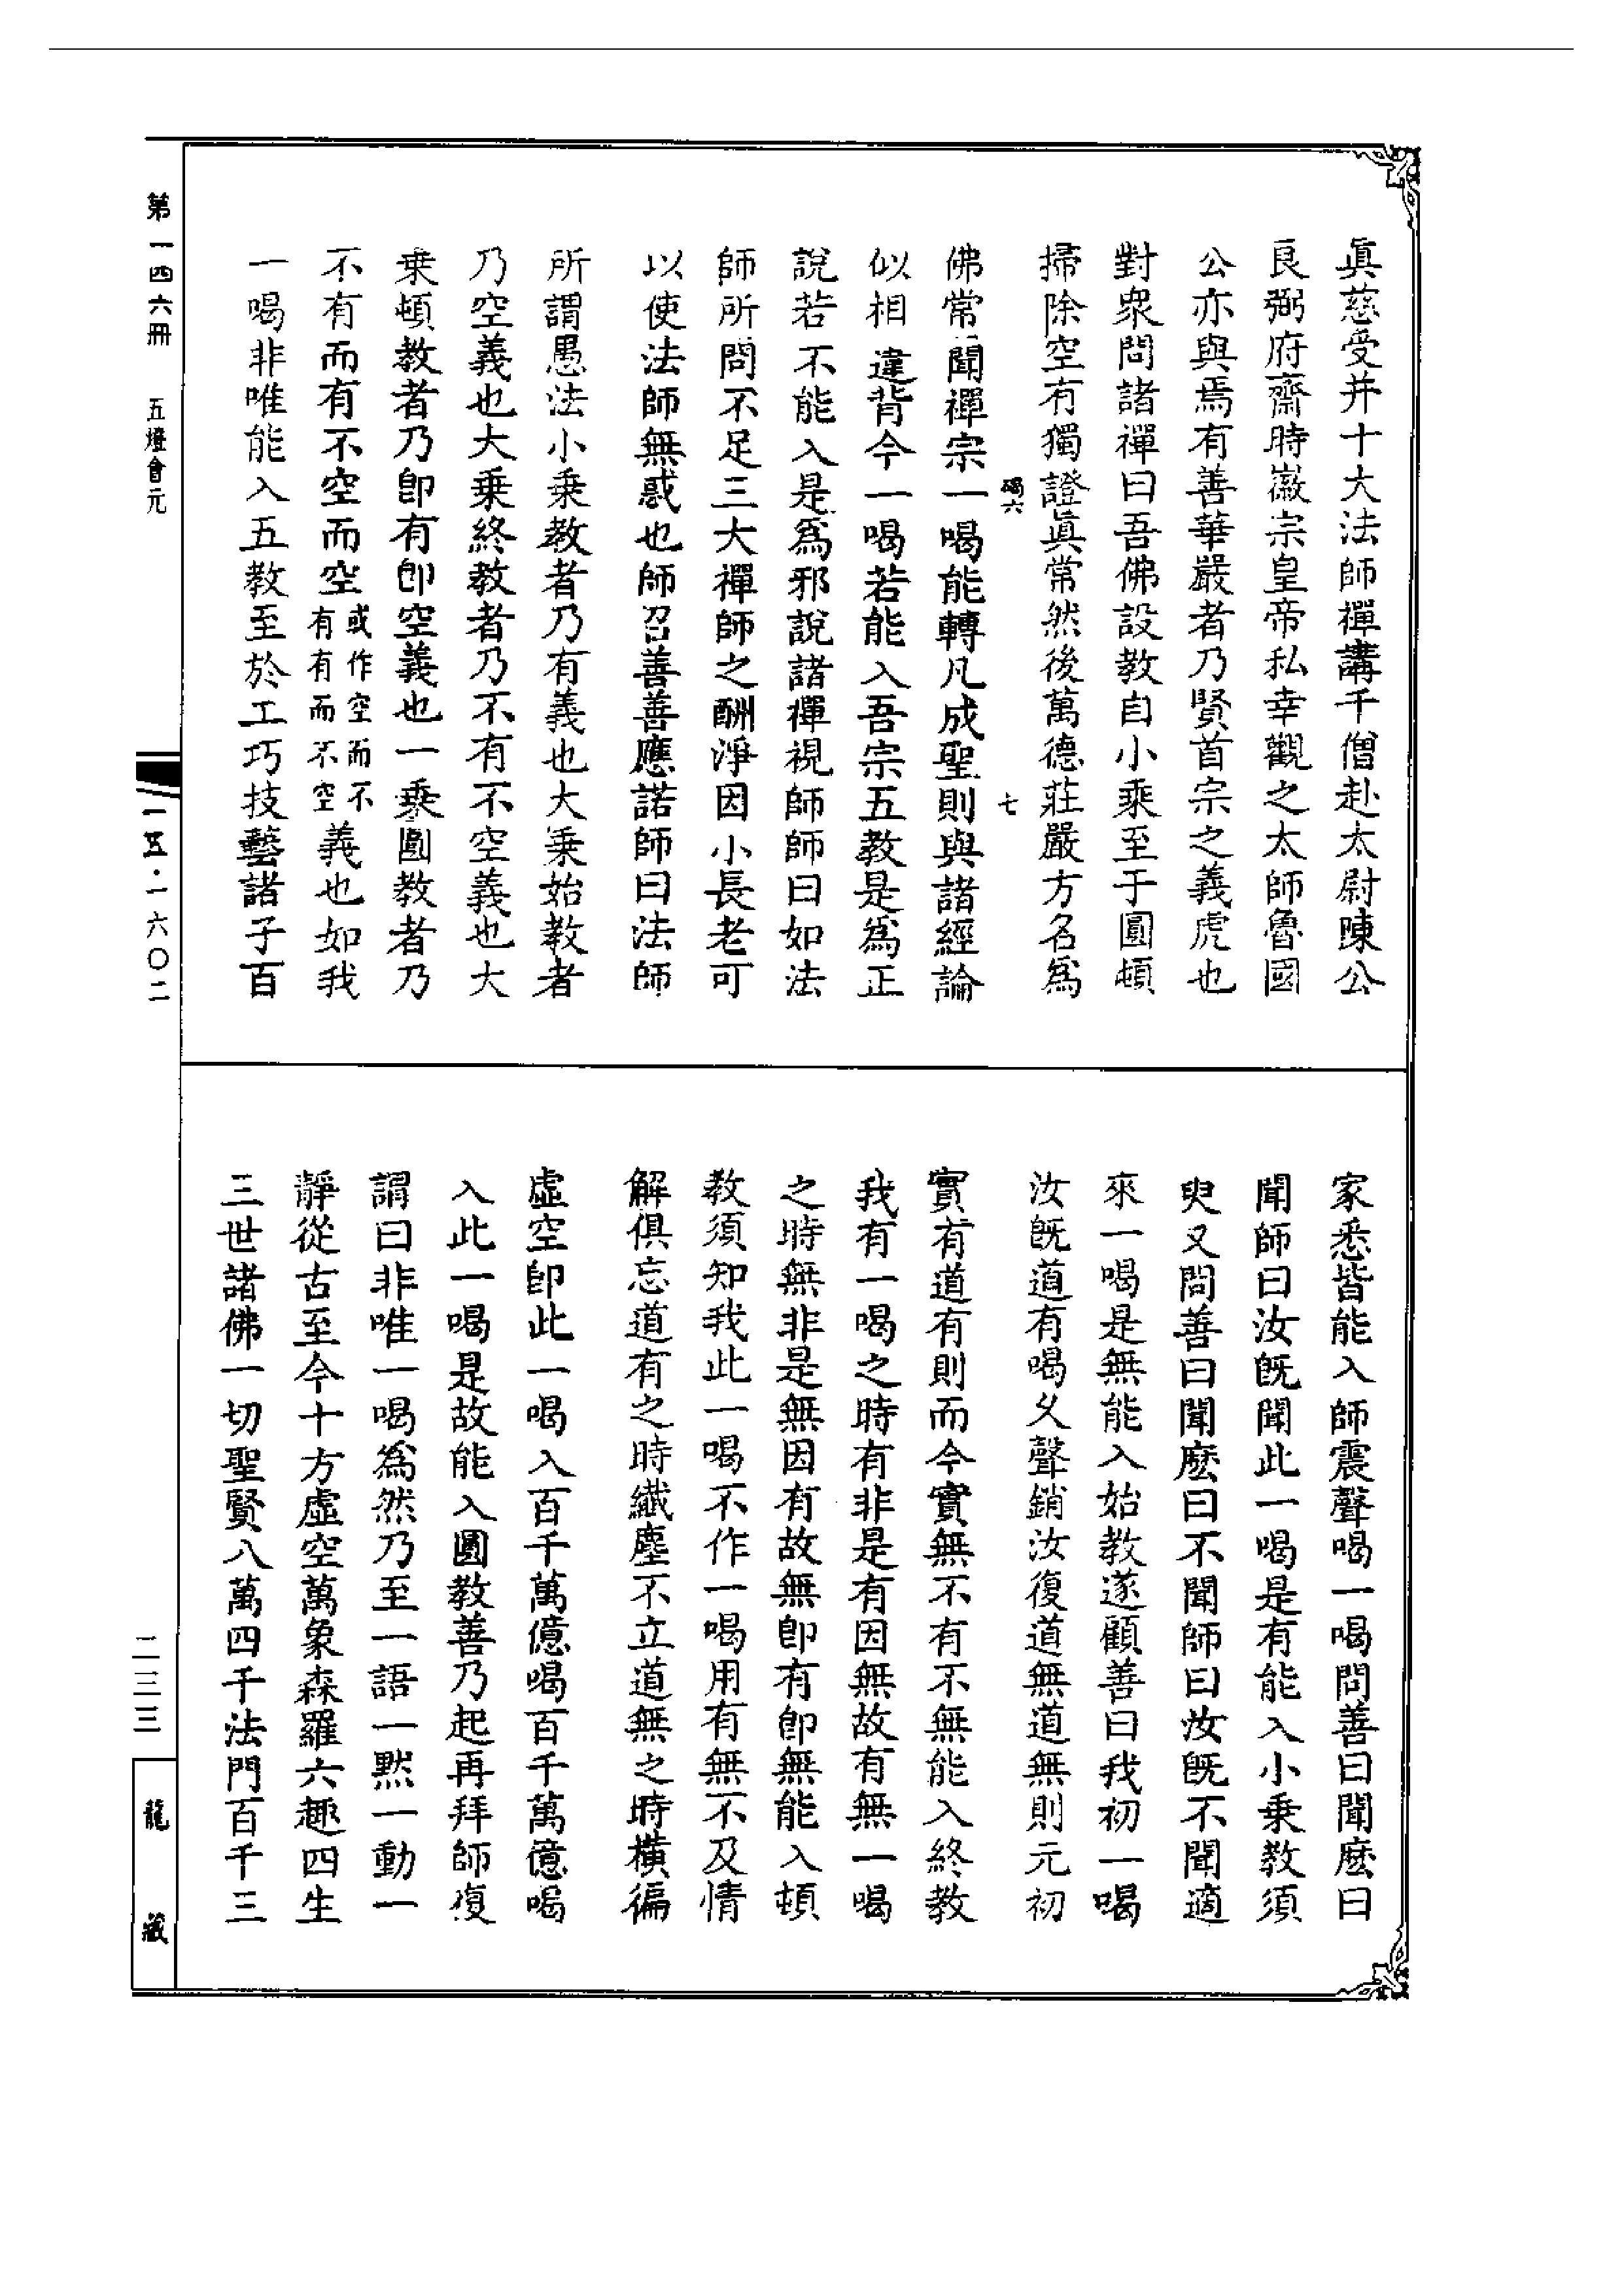 眞慈受并十大法師禪講千僧赴太尉陳公
良弼府齋時徽宗皇帝私幸觀之太師魯國
公亦與焉有善華嚴者乃賢首宗之義虎也
對衆問諸禪曰吾佛設教自小乘至于圓頓
掃除空有獨證眞常然後萬德莊嚴方名爲
碣六 七
佛常聞禪宗一喝能轉凡成聖則與諸經論
似相違背今一喝若能入吾宗五教是爲正
說若不能入是爲邪說諸禪視師師曰如法
師所問不足三大禪師之酬淨因小長老可
以使法師無惑也師召善善應諾師曰法師
所謂愚法小乘教者乃有義也大乘始教者
乃空義也大乘終教者乃不有不空義也大
乘頓教者乃卽有卽空義也一乘圓教者乃
不有而有不空而空或作空而不有有而不空義也如我
一喝非唯能入五教至於工巧技藝諸子百
家悉皆能入師震聲喝一喝問善曰聞麽曰
聞師曰汝旣聞此一喝是有能入小乘教須
臾又問善曰聞麽曰不聞師曰汝旣不聞適
來一喝是無能入始教遂顧善曰我初一喝
汝旣道有喝久聲銷汝復道無道無則元初
實有道有則而今實無不有不無能入終教
我有一喝之時有非是有因無故有無一喝
之時無非是無因有故無卽有卽無能入頓
教須知我此一喝不作一喝用有無不及情
解俱忘道有之時纖塵不立道無之時橫徧
虛空卽此一喝入百千萬億喝百千萬億喝
入此一喝是故能入圓教善乃起再拜師復
謂曰非唯一喝爲然乃至一語一默一動一
靜從古至今十方虛空萬象森羅六趣四生
三世諸佛一切聖賢八萬四千法門百千三
第一四六冊 五燈會元
一五·一六〇二
二三三
龍藏